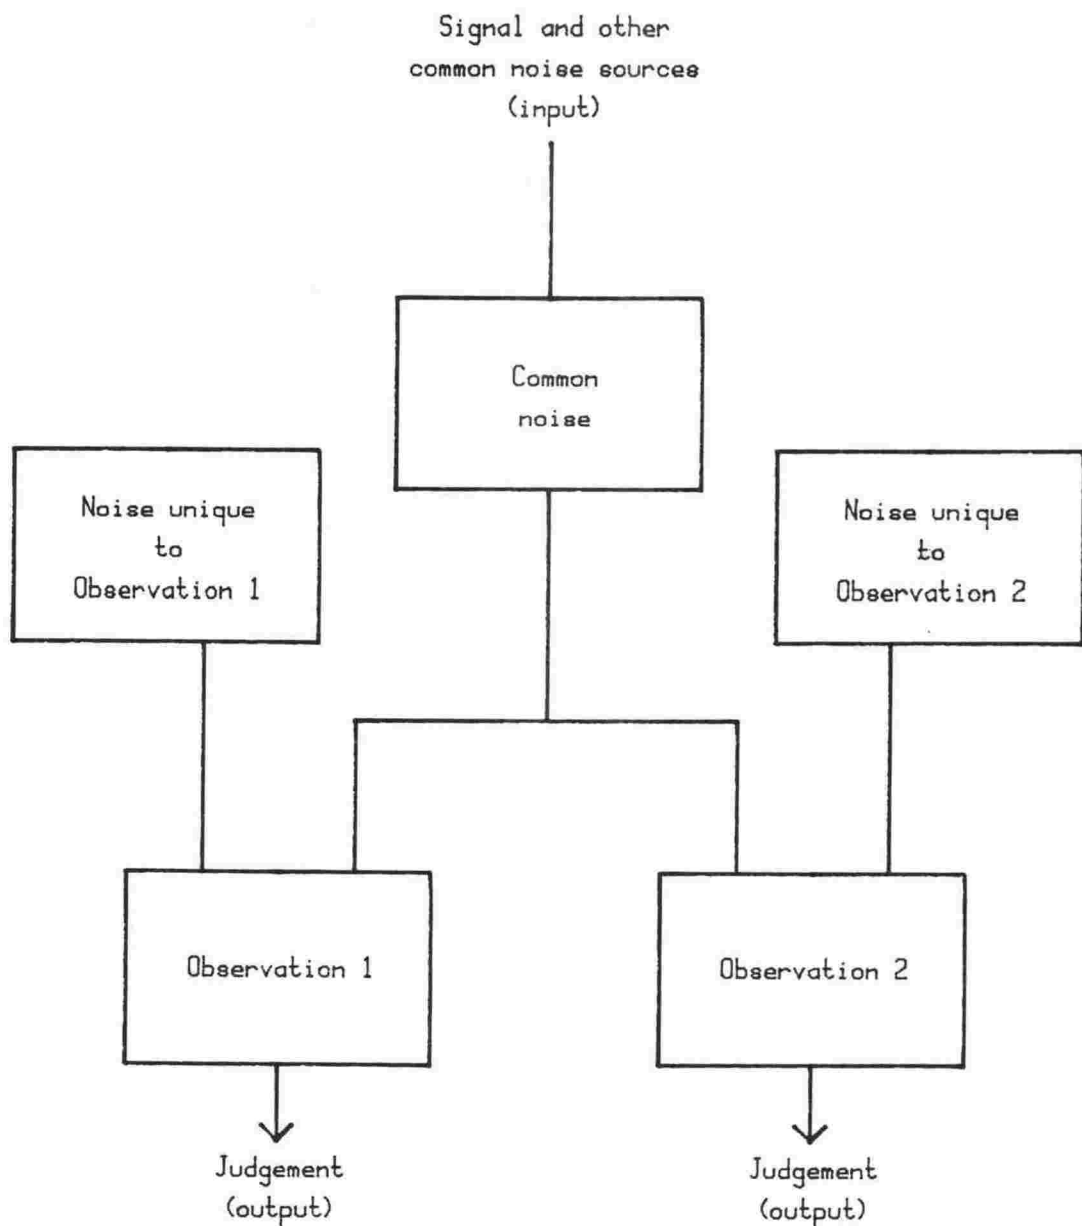 Signal and other
common noise sources
(input)
Common
noise
Noise unique
to
Observation 1
Noise unique
to
Observation 2
Observation 1
Observation 2
Judgement
(output)
Judgement
(output)